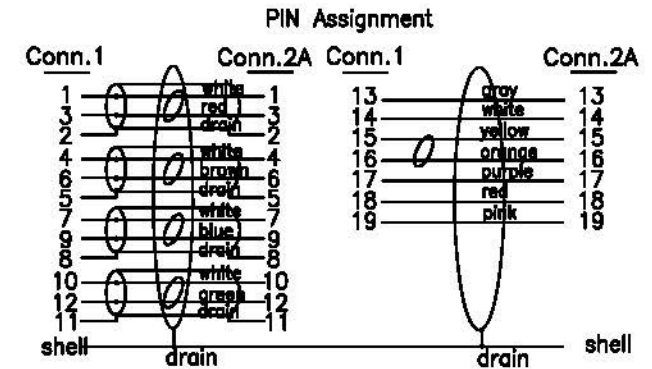 PIN Assignment
Conn.1 Conn.2A Conn.1 Conn.2A
1 white 1
3 red 3
2 drain 2
4 white 4
6 brown 6
5 drain 5
7 white 7
9 blue 9
8 drain 8
10 white 10
12 green 12
11 drain 11
13 gray 13
14 white 14
15 yellow 15
16 orange 16
17 purple 17
18 red 18
19 pink 19
shell drain drain shell